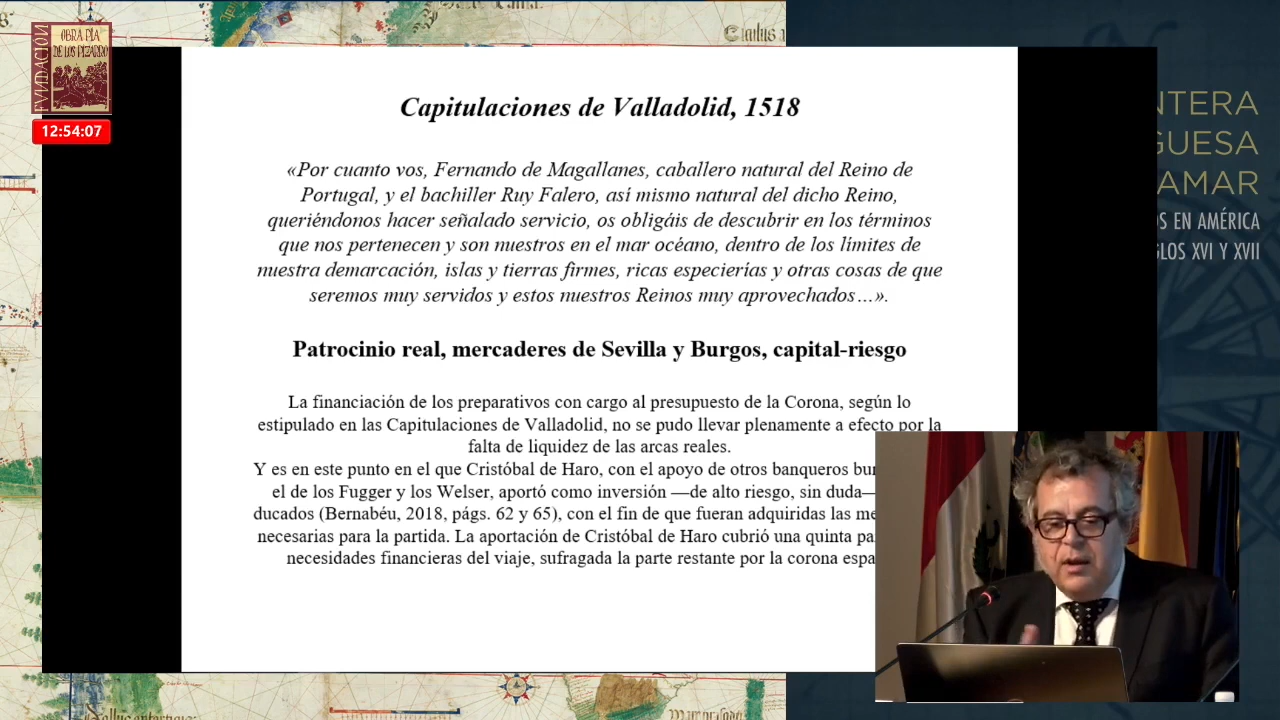 FVNDACIÓN
OBRA PÍA
DE LOS PIZARRO
12:54:07
Capitulaciones de Valladolid, 1518
«Por cuanto vos, Fernando de Magallanes, caballero natural del Reino de
Portugal, y el bachiller Ruy Falero, así mismo natural del dicho Reino,
queriéndonos hacer señalado servicio, os obligáis de descubrir en los términos
que nos pertenecen y son nuestros en el mar océano, dentro de los límites de
nuestra demarcación, islas y tierras firmes, ricas especierías y otras cosas de que
seremos muy servidos y estos nuestros Reinos muy aprovechados…».
Patrocinio real, mercaderes de Sevilla y Burgos, capital-riesgo
La financiación de los preparativos con cargo al presupuesto de la Corona, según lo
estipulado en las Capitulaciones de Valladolid, no se pudo llevar plenamente a efecto por la
falta de liquidez de las arcas reales.
Y es en este punto en el que Cristóbal de Haro, con el apoyo de otros banqueros bur
el de los Fugger y los Welser, aportó como inversión —de alto riesgo, sin duda—
ducados (Bernabéu, 2018, págs. 62 y 65), con el fin de que fueran adquiridas las me
necesarias para la partida. La aportación de Cristóbal de Haro cubrió una quinta pa
necesidades financieras del viaje, sufragada la parte restante por la corona espa
NTERA
GUESA
AMAR
OS EN AMÉRICA
GLOS XVI Y XVII